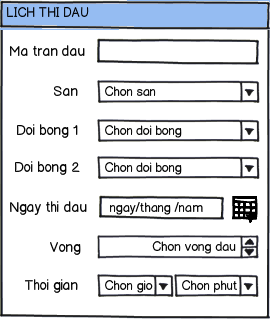 LICH THI DAU
Ma tran dau
San Chon san
Doi bong 1 Chon doi bong
Doi bong 2 Chon doi bong
Ngay thi dau ngay/thang /nam
Vong Chon vong dau
Thoi gian Chon gio Chon phut